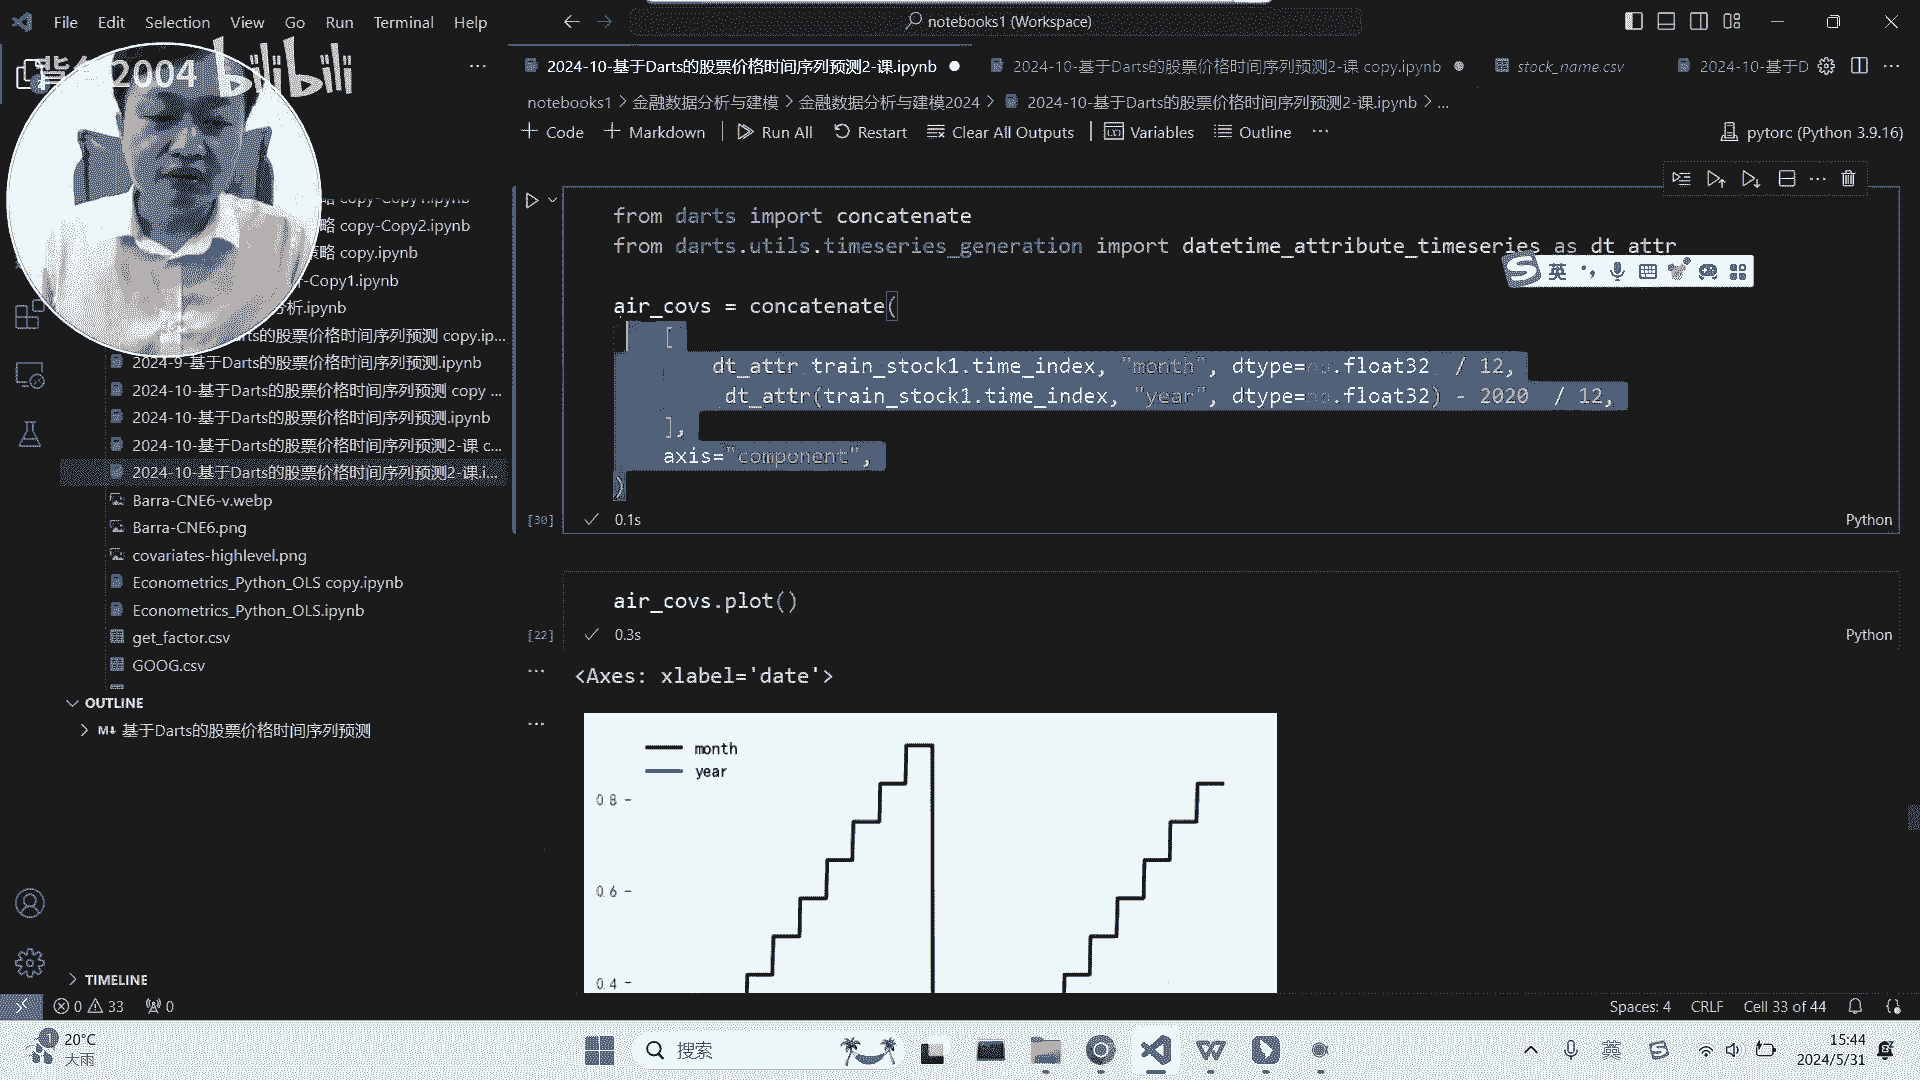 File Edit Selection View Go Run Terminal Help
notebooks1 (Workspace)
2004 bilibili
2024-10-基于Darts的股票价格时间序列预测2-课.ipynb
2024-10-基于Darts的股票价格时间序列预测2-课 copy.ipynb
stock_name.csv
2024-10-基于D
notebooks1 > 金融数据分析与建模 > 金融数据分析与建模2024 > 2024-10-基于Darts的股票价格时间序列预测2-课.ipynb > ...
+ Code + Markdown Run All Restart Clear All Outputs Variables Outline ...
pytorc (Python 3.9.16)
copy-Copy2.ipynb
策略 copy.ipynb
-Copy1.ipynb
分析.ipynb
arts的股票价格时间序列预测 copy.ip...
2024-9-基于Darts的股票价格时间序列预测.ipynb
2024-10-基于Darts的股票价格时间序列预测 copy ...
2024-10-基于Darts的股票价格时间序列预测.ipynb
2024-10-基于Darts的股票价格时间序列预测2-课 c...
2024-10-基于Darts的股票价格时间序列预测2-课.i...
Barra-CNE6-v.webp
Barra-CNE6.png
covariates-highlevel.png
Econometrics_Python_OLS copy.ipynb
Econometrics_Python_OLS.ipynb
get_factor.csv
GOOG.csv
OUTLINE
M↓ 基于Darts的股票价格时间序列预测
TIMELINE
from darts import concatenate
from darts.utils.timeseries_generation import datetime_attribute_timeseries as dt_attr
英
air_covs = concatenate(
[
dt_attr train_stock1.time_index, "month", dtype=np.float32 / 12,
dt_attr(train_stock1.time_index, "year", dtype=np.float32) - 2020 / 12,
],
axis="component",
)
[30] 0.1s Python
air_covs.plot()
[22] 0.3s Python
<Axes: xlabel='date'>
month
year
0.8
0.6
0.4
0 33 0
Spaces: 4 CRLF Cell 33 of 44
1 20°C
大雨
搜索
英
15:44
2024/5/31